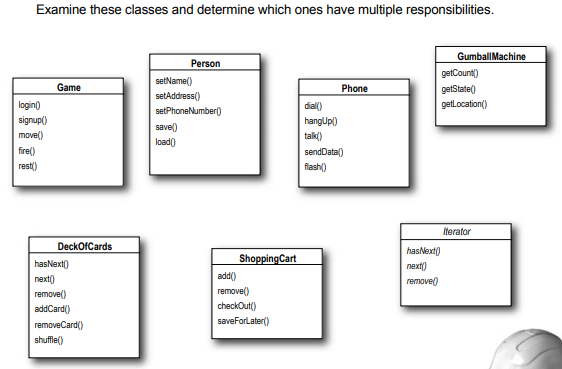 Examine these classes and determine which ones have multiple responsibilities.
Game
login()
signup()
move()
fire()
rest()
Person
setName()
setAddress()
setPhoneNumber()
save()
load()
Phone
dial()
hangUp()
talk()
sendData()
flash()
GumballMachine
getCount()
getState()
getLocation()
DeckOfCards
hasNext()
next()
remove()
addCard()
removeCard()
shuffle()
ShoppingCart
add()
remove()
checkOut()
saveForLater()
Iterator
hasNext()
next()
remove()